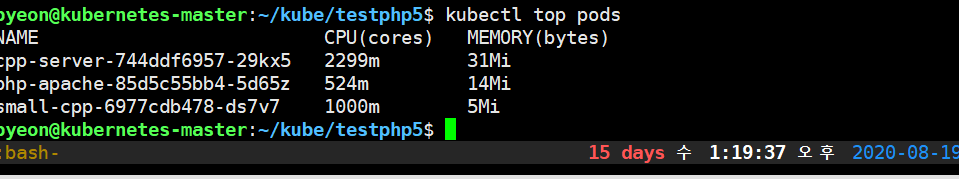 byeon@kubernetes-master:~/kube/testphp5$ kubectl top pods
NAME CPU(cores) MEMORY(bytes)
cpp-server-744ddf6957-29kx5 2299m 31Mi
php-apache-85d5c55bb4-5d65z 524m 14Mi
small-cpp-6977cdb478-ds7v7 1000m 5Mi
byeon@kubernetes-master:~/kube/testphp5$
:bash- 15 days 수 1:19:37 오후 2020-08-19